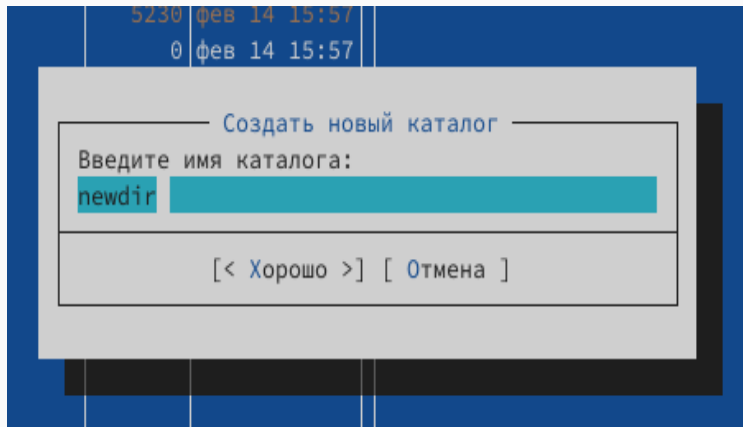 5230 фев 14 15:57
0 фев 14 15:57
Создать новый каталог
Введите имя каталога:
newdir
[< Хорошо >] [ Отмена ]